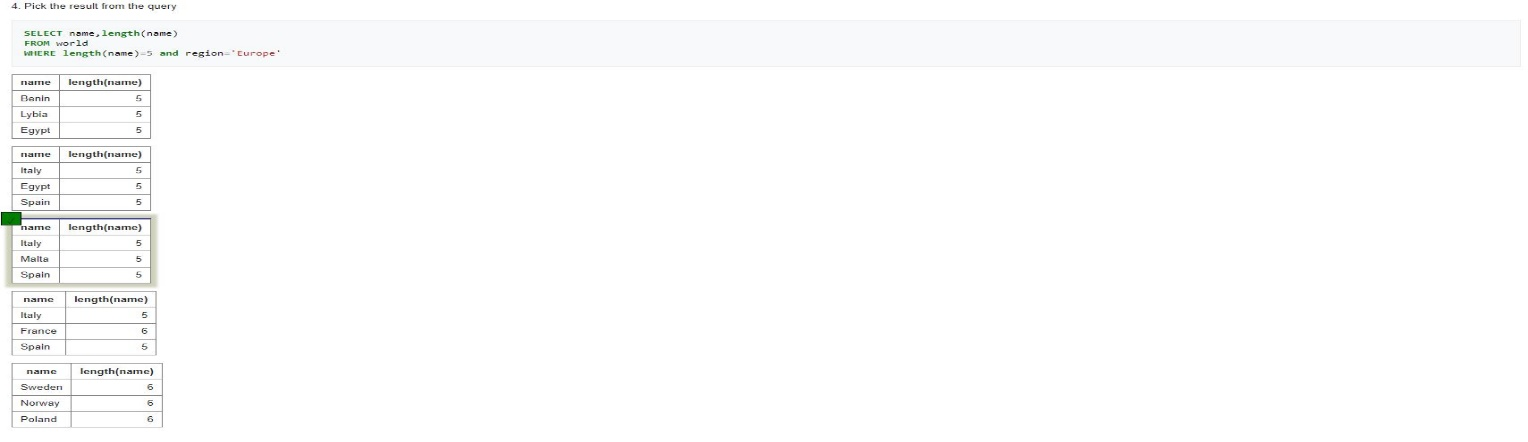 4. Pick the result from the query
SELECT name,length(name)
FROM world
WHERE length(name)=5 and region='Europe'
name length(name)
Benin 5
Lybia 5
Egypt 5
name length(name)
Italy 5
Egypt 5
Spain 5
name length(name)
Italy 5
Malta 5
Spain 5
name length(name)
Italy 5
France 6
Spain 5
name length(name)
Sweden 6
Norway 6
Poland 6